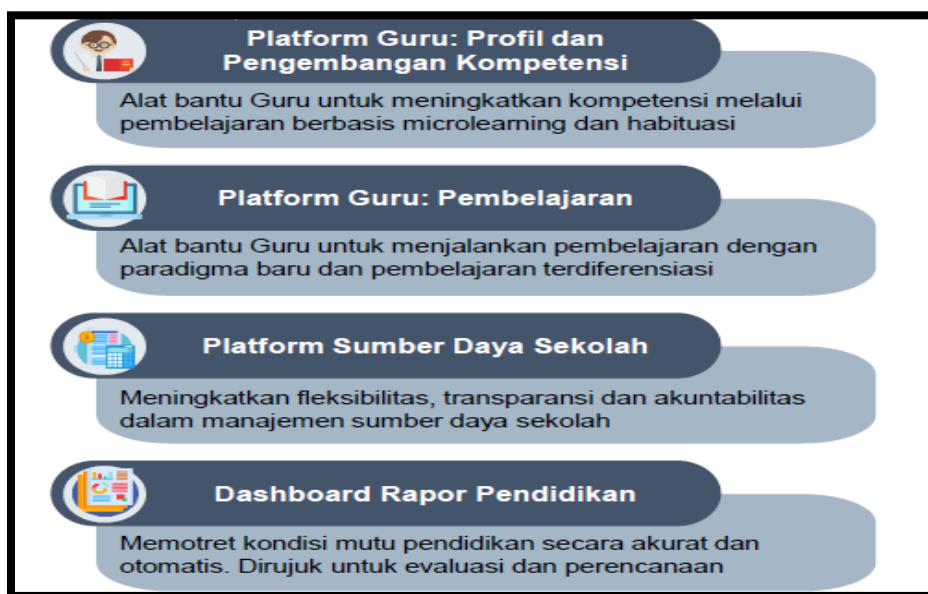 Platform Guru: Profil dan
Pengembangan Kompetensi
Alat bantu Guru untuk meningkatkan kompetensi melalui
pembelajaran berbasis microlearning dan habituasi
Platform Guru: Pembelajaran
Alat bantu Guru untuk menjalankan pembelajaran dengan
paradigma baru dan pembelajaran terdiferensiasi
Platform Sumber Daya Sekolah
Meningkatkan fleksibilitas, transparansi dan akuntabilitas
dalam manajemen sumber daya sekolah
Dashboard Rapor Pendidikan
Memotret kondisi mutu pendidikan secara akurat dan
otomatis. Dirujuk untuk evaluasi dan perencanaan